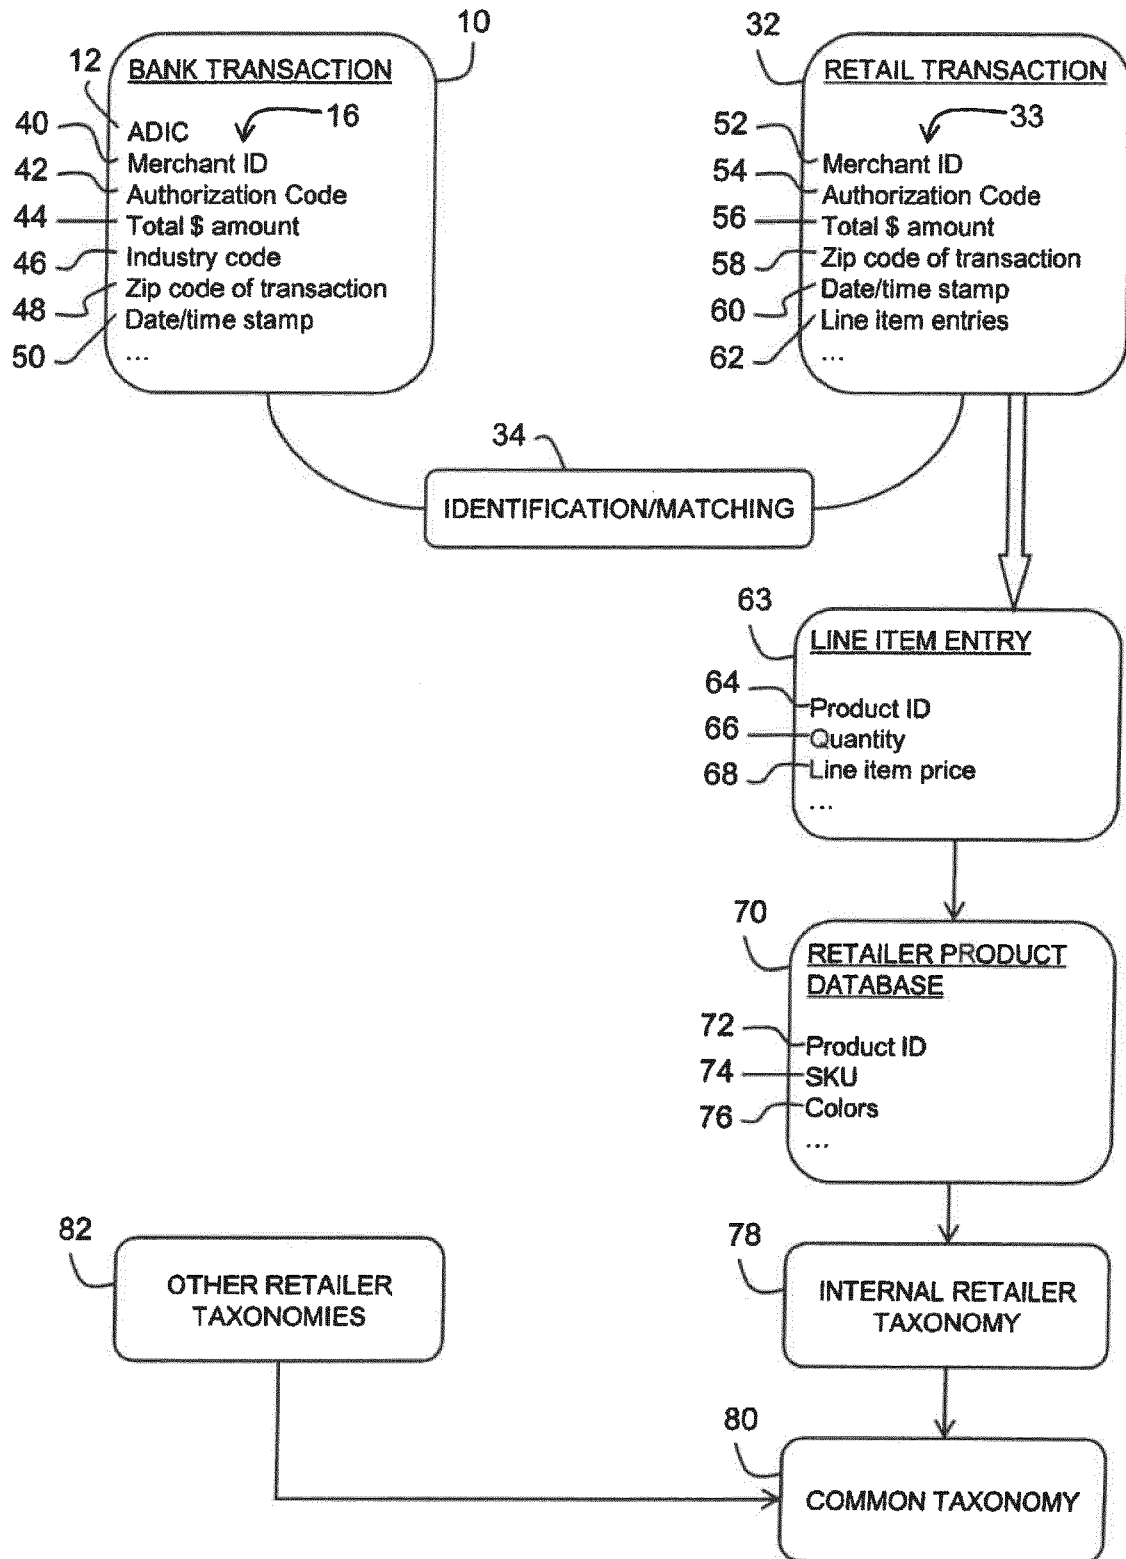 10
12
BANK TRANSACTION
16
ADIC
40
Merchant ID
42
Authorization Code
44
Total $ amount
46
Industry code
48
Zip code of transaction
50
Date/time stamp
...
32
RETAIL TRANSACTION
33
52
Merchant ID
54
Authorization Code
56
Total $ amount
58
Zip code of transaction
60
Date/time stamp
62
Line item entries
...
34
IDENTIFICATION/MATCHING
63
LINE ITEM ENTRY
64
Product ID
66
Quantity
68
Line item price
...
70
RETAILER PRODUCT
DATABASE
72
Product ID
74
SKU
76
Colors
...
82
OTHER RETAILER
TAXONOMIES
78
INTERNAL RETAILER
TAXONOMY
80
COMMON TAXONOMY